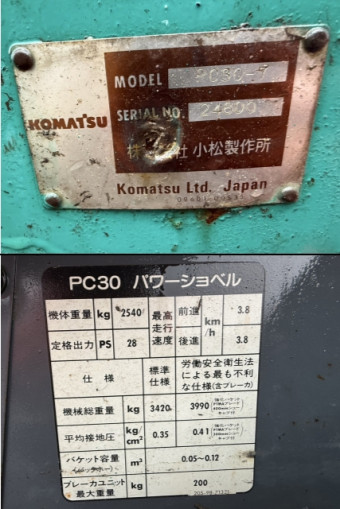 MODEL PC30-7
SERIAL NO. 24800
KOMATSU
株 会社 小松製作所
Komatsu Ltd. Japan
PC30 パワーショベル
機体重量 kg 2540 最高走行速度 前進 km/h 3.8
定格出力 PS 28 後進 3.8
仕様 標準仕様 労働安全衛生法による最も不利な仕様(含ブレーカ)
機械総重量 kg 3420 3990
平均接地圧 kg/cm² 0.35 0.41
バケット容量 m³ 0.05~0.12
ブレーカユニット最大重量 kg 200